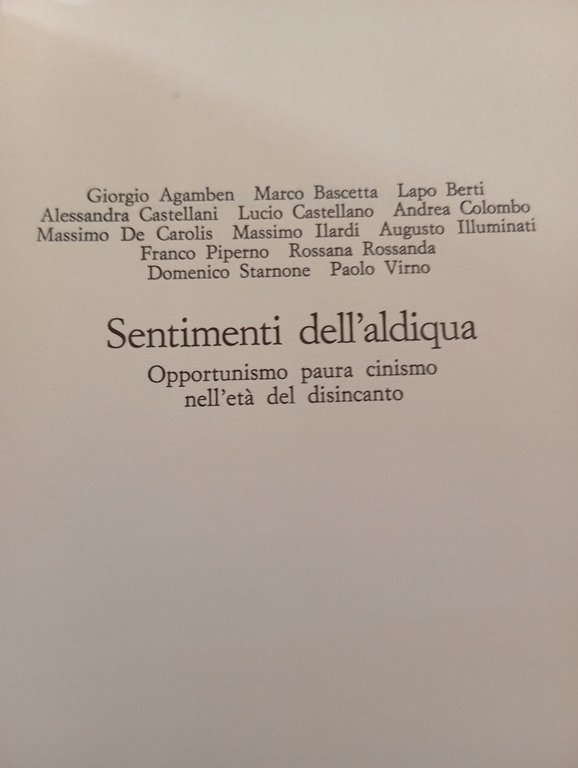 Giorgio Agamben Marco Bascetta Lapo Berti
Alessandra Castellani Lucio Castellano Andrea Colombo
Massimo De Carolis Massimo Ilardi Augusto Illuminati
Franco Piperno Rossana Rossanda
Domenico Starnone Paolo Virno
Sentimenti dell'aldiqua
Opportunismo paura cinismo
nell'età del disincanto